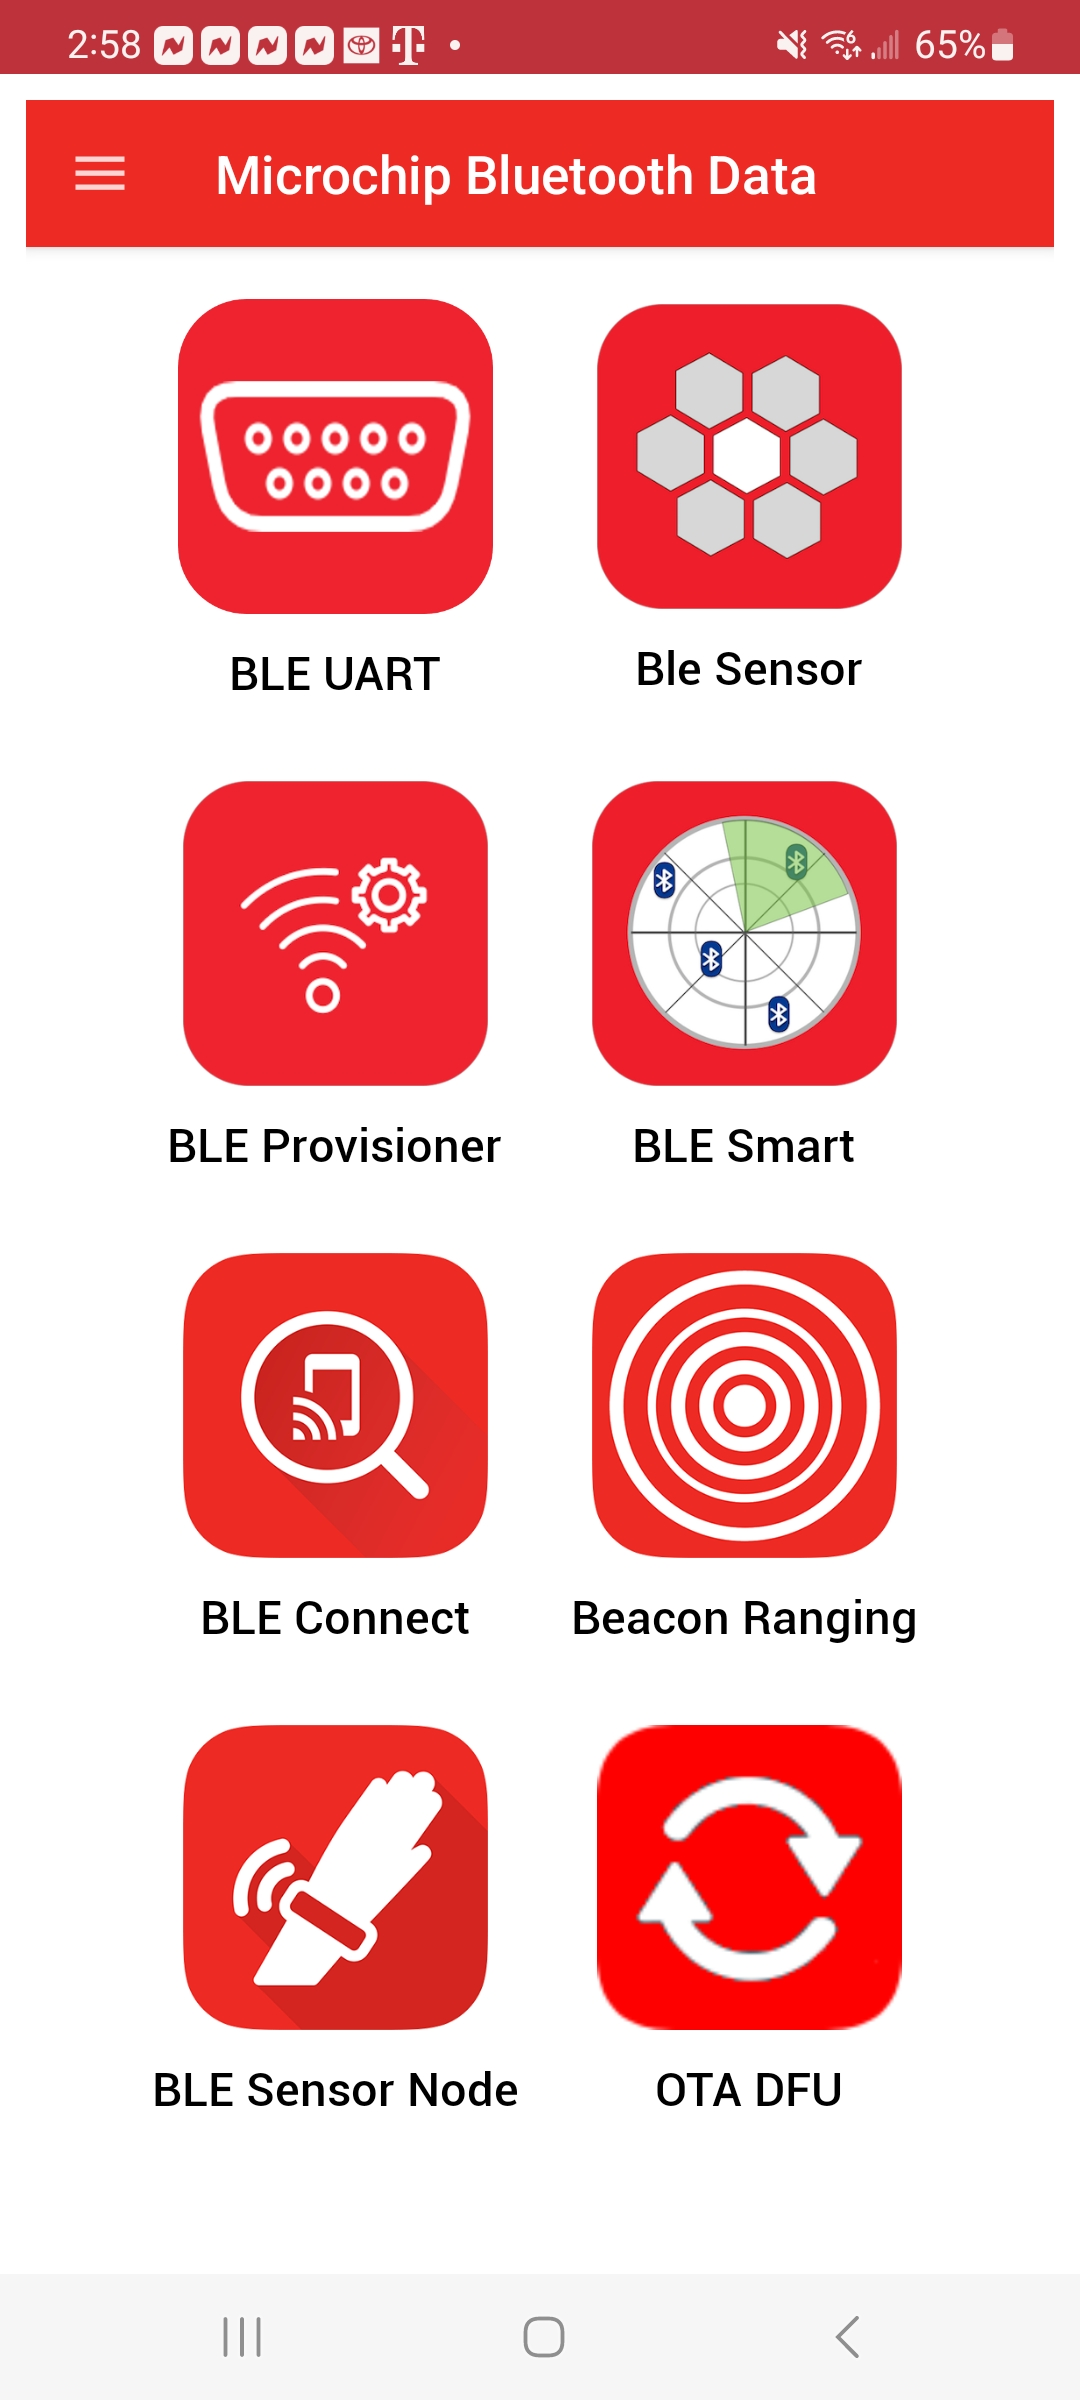 2:58 65%
Microchip Bluetooth Data
BLE UART Ble Sensor
BLE Provisioner BLE Smart
BLE Connect Beacon Ranging
BLE Sensor Node OTA DFU